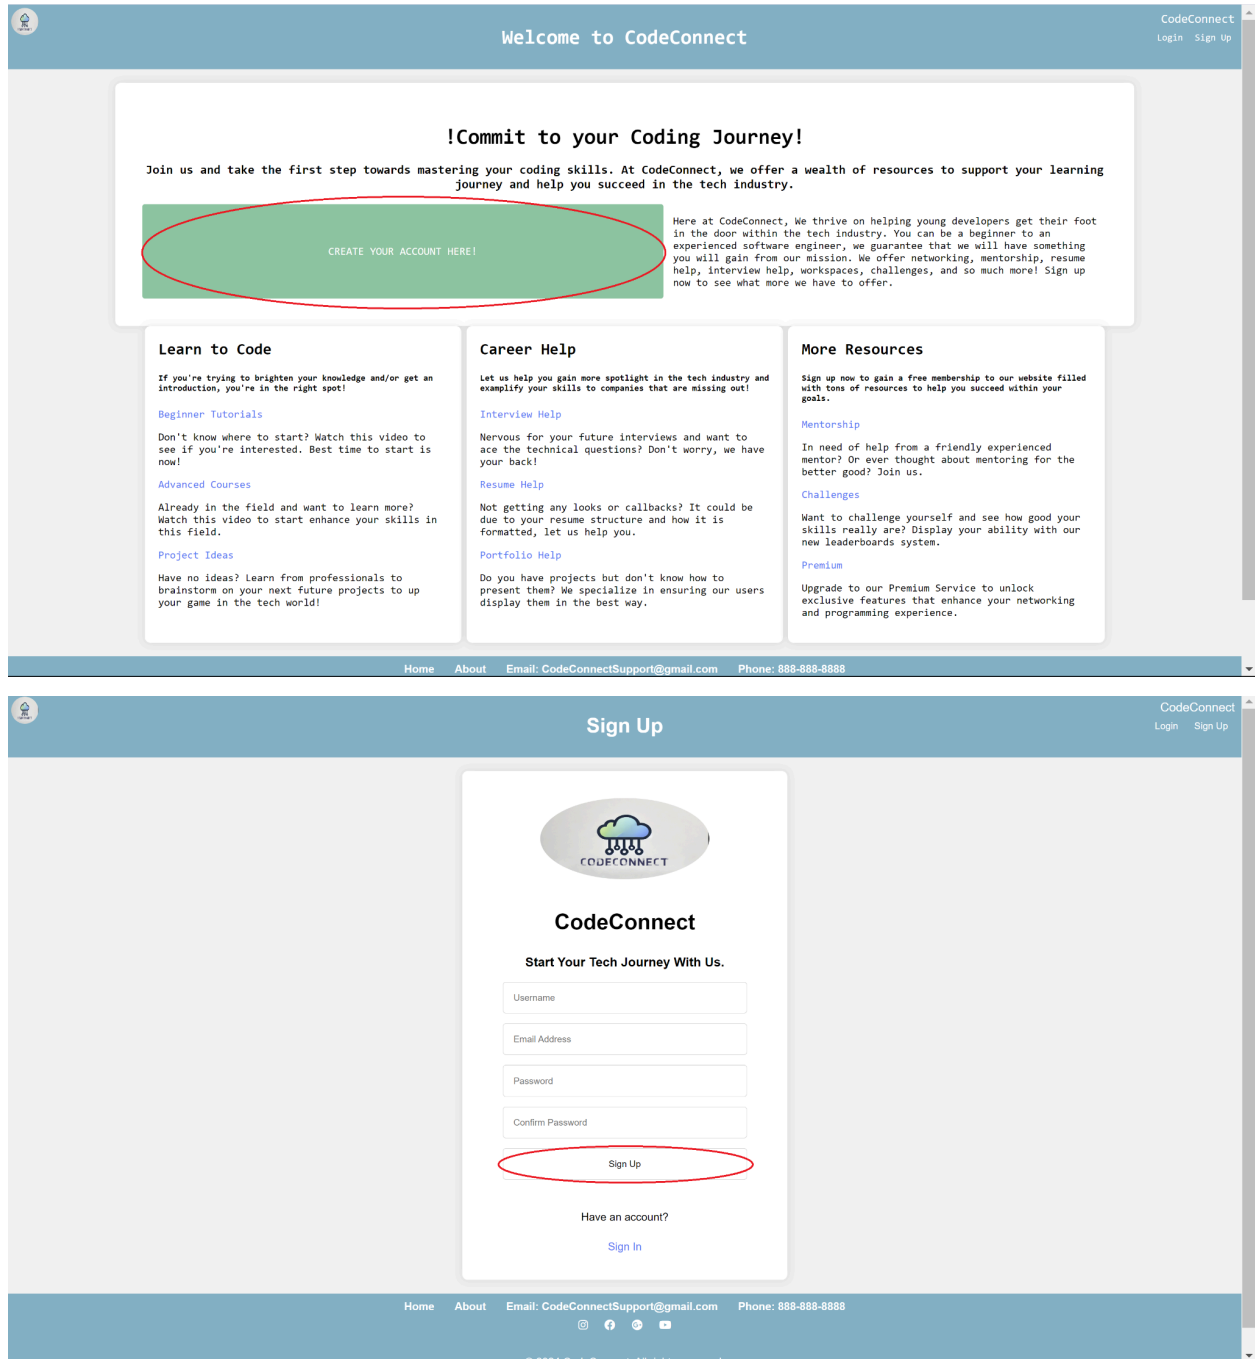 CodeConnect
Welcome to CodeConnect
Login Sign Up
!Commit to your Coding Journey!
Join us and take the first step towards mastering your coding skills. At CodeConnect, we offer a wealth of resources to support your learning
journey and help you succeed in the tech industry.
CREATE YOUR ACCOUNT HERE!
Here at CodeConnect, We thrive on helping young developers get their foot
in the door within the tech industry. You can be a beginner to an
experienced software engineer, we guarantee that we will have something
you will gain from our mission. We offer networking, mentorship, resume
help, interview help, workspaces, challenges, and so much more! Sign up
now to see what more we have to offer.
Learn to Code
If you're trying to brighten your knowledge and/or get an
introduction, you're in the right spot!
Beginner Tutorials
Don't know where to start? Watch this video to
see if you're interested. Best time to start is
now!
Advanced Courses
Already in the field and want to learn more?
Watch this video to start enhance your skills in
this field.
Project Ideas
Have no ideas? Learn from professionals to
brainstorm on your next future projects to up
your game in the tech world!
Career Help
Let us help you gain more spotlight in the tech industry and
examplify your skills to companies that are missing out!
Interview Help
Nervous for your future interviews and want to
ace the technical questions? Don't worry, we have
your back!
Resume Help
Not getting any looks or callbacks? It could be
due to your resume structure and how it is
formatted, let us help you.
Portfolio Help
Do you have projects but don't know how to
present them? We specialize in ensuring our users
display them in the best way.
More Resources
Sign up now to gain a free membership to our website filled
with tons of resources to help you succeed within your
goals.
Mentorship
In need of help from a friendly experienced
mentor? Or ever thought about mentoring for the
better good? Join us.
Challenges
Want to challenge yourself and see how good your
skills really are? Display your ability with our
new leaderboards system.
Premium
Upgrade to our Premium Service to unlock
exclusive features that enhance your networking
and programming experience.
Home About Email: CodeConnectSupport@gmail.com Phone: 888-888-8888
CodeConnect
Sign Up
Login Sign Up
CODECONNECT
CodeConnect
Start Your Tech Journey With Us.
Username
Email Address
Password
Confirm Password
Sign Up
Have an account?
Sign In
Home About Email: CodeConnectSupport@gmail.com Phone: 888-888-8888